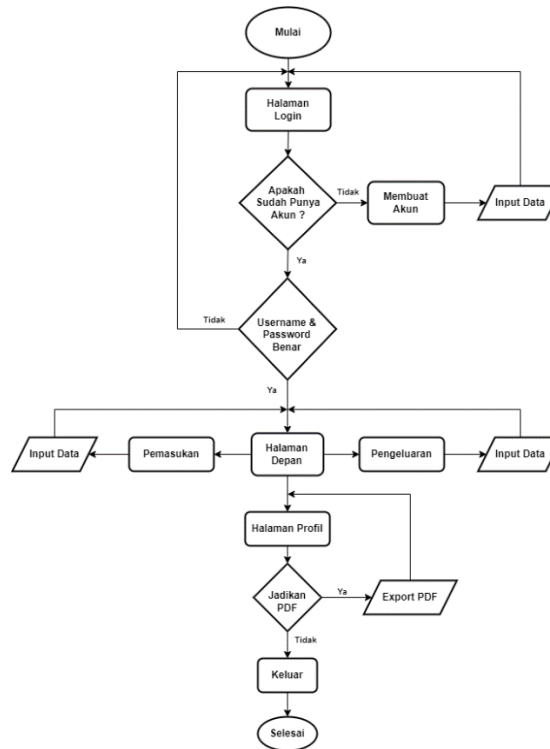 Mulai
Halaman
Login
Apakah
Sudah Punya
Akun ?
Tidak
Membuat
Akun
Input Data
Ya
Tidak
Username &
Password
Benar
Ya
Input Data
Pemasukan
Halaman
Depan
Pengeluaran
Input Data
Halaman Profil
Jadikan
PDF
Ya
Export PDF
Tidak
Keluar
Selesai